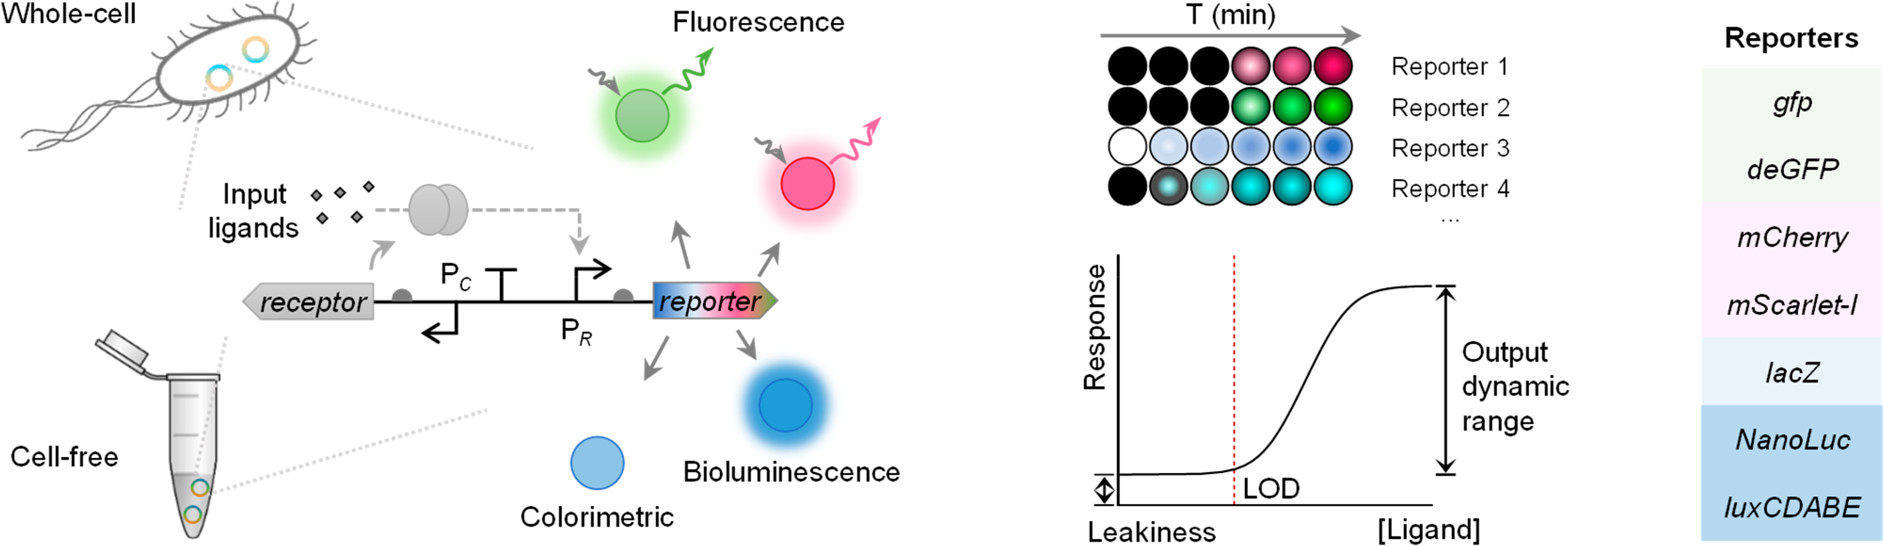 Whole-cell
Fluorescence
Input
ligands
receptor
P_C
P_R
reporter
Cell-free
Colorimetric
Bioluminescence
T (min)
Reporter 1
Reporter 2
Reporter 3
Reporter 4
...
Response
Output
dynamic
range
LOD
Leakiness
[Ligand]
Reporters
gfp
deGFP
mCherry
mScarlet-I
lacZ
NanoLuc
luxCDABE